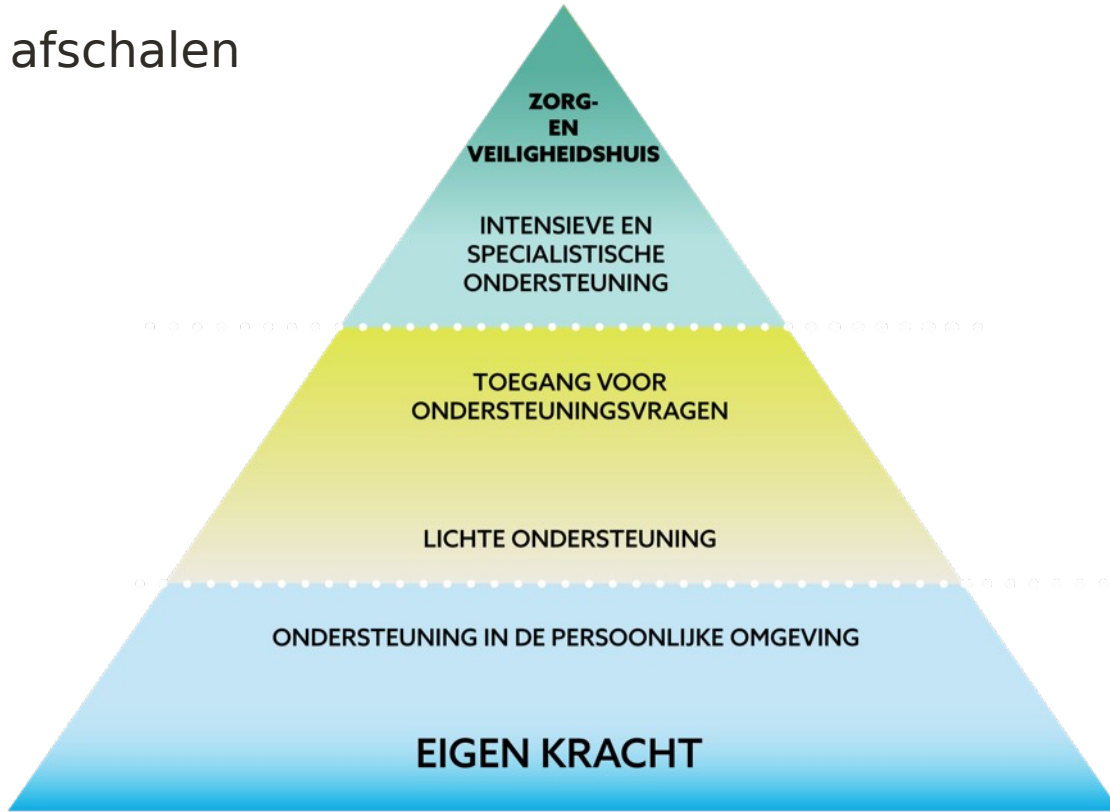 afschalen
ZORG-
EN
VEILIGHEIDSHUIS
INTENSIEVE EN
SPECIALISTISCHE
ONDERSTEUNING
TOEGANG VOOR
ONDERSTEUNINGSVRAGEN
LICHTE ONDERSTEUNING
ONDERSTEUNING IN DE PERSOONLIJKE OMGEVING
EIGEN KRACHT